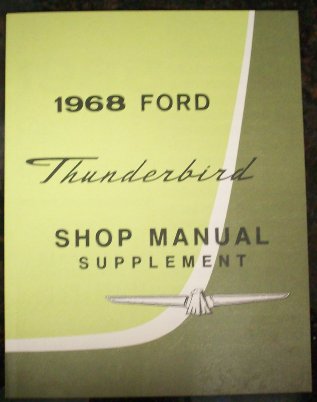 1968 FORD
Thunderbird
SHOP MANUAL
SUPPLEMENT